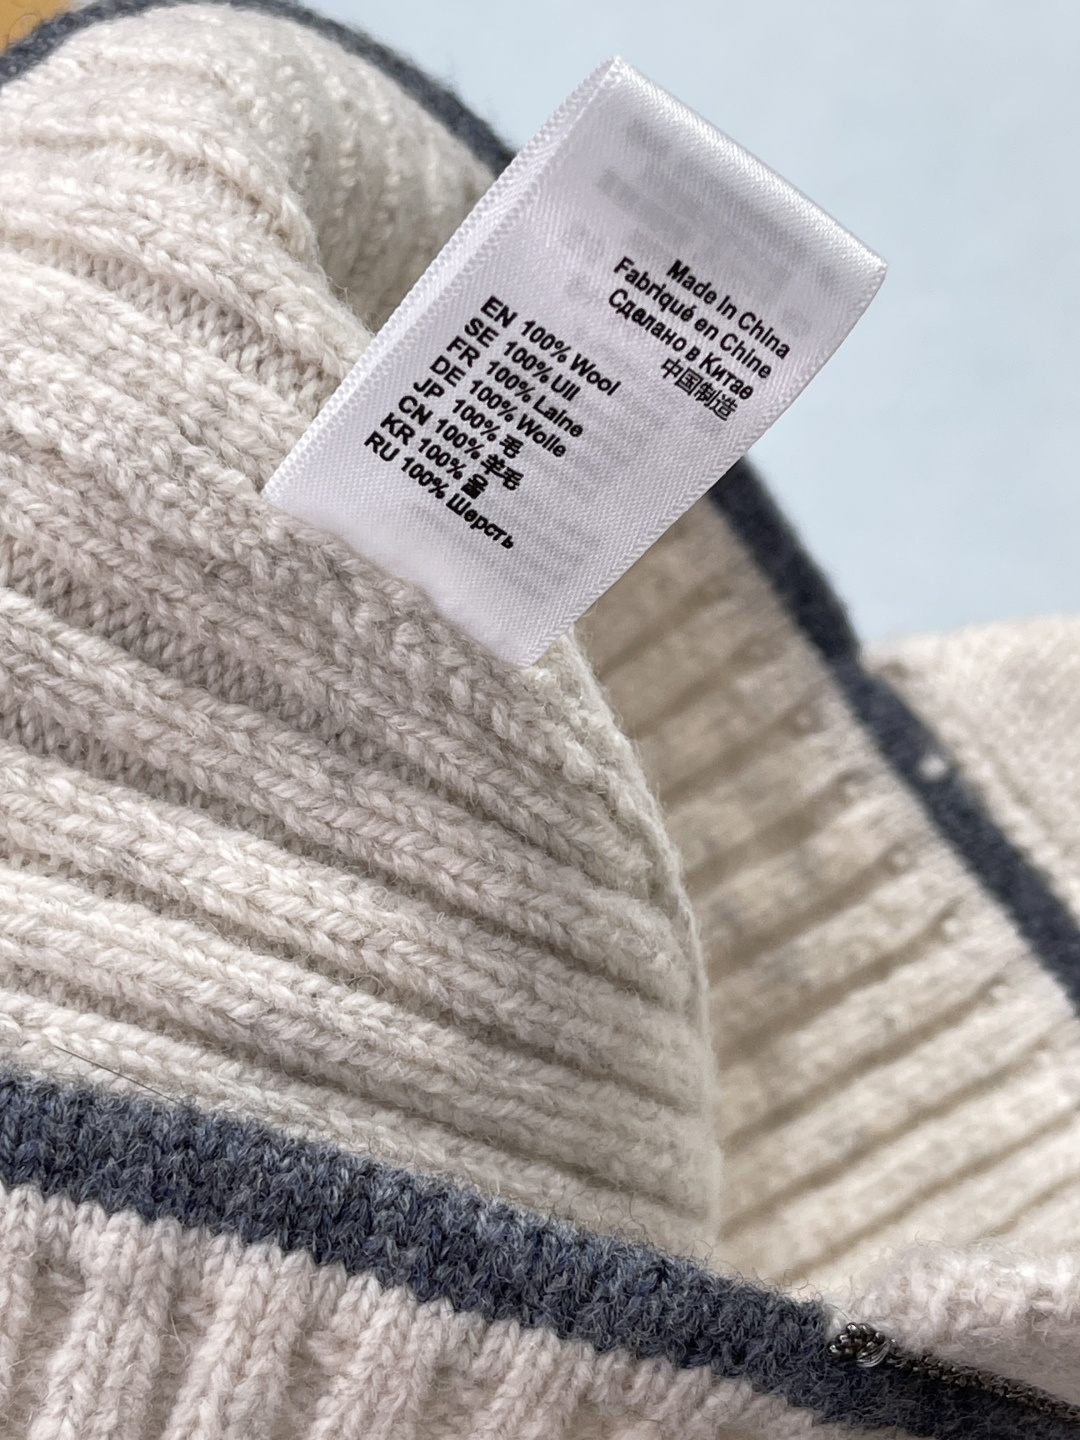 Made in China
Fabriqué en Chine
Сделано в Китае
中国制造
EN 100% Wool
SE 100% Ull
FR 100% Laine
DE 100% Wolle
JP 100% 毛
CN 100% 羊毛
KR 100% 울
RU 100% Шерсть